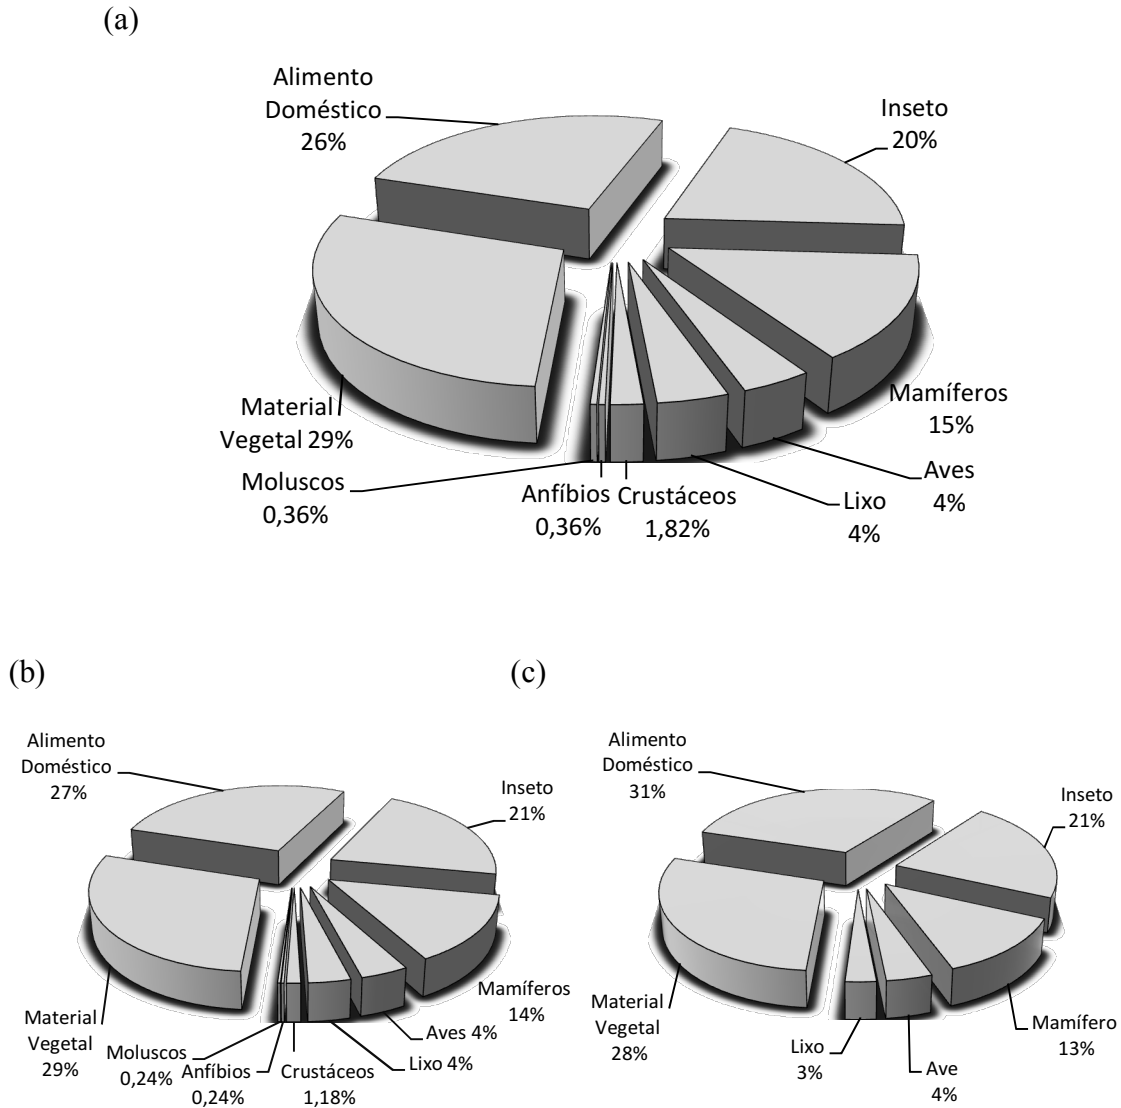 (a)
Alimento
Doméstico
26%
Inseto
20%
Mamíferos
15%
Aves
4%
Lixo
4%
Crustáceos
1,82%
Anfíbios
0,36%
Moluscos
0,36%
Material
Vegetal 29%
(b)
Alimento
Doméstico
27%
Inseto
21%
Mamíferos
14%
Aves 4%
Lixo 4%
Crustáceos
1,18%
Anfíbios
0,24%
Moluscos
0,24%
Material
Vegetal
29%
(c)
Alimento
Doméstico
31%
Inseto
21%
Mamífero
13%
Ave
4%
Lixo
3%
Material
Vegetal
28%